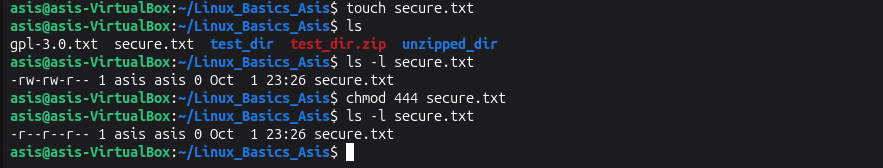 asis@asis-VirtualBox:~/Linux_Basics_Asis$ touch secure.txt
asis@asis-VirtualBox:~/Linux_Basics_Asis$ ls
gpl-3.0.txt  secure.txt  test_dir  test_dir.zip  unzipped_dir
asis@asis-VirtualBox:~/Linux_Basics_Asis$ ls -l secure.txt
-rw-rw-r-- 1 asis asis 0 Oct  1 23:26 secure.txt
asis@asis-VirtualBox:~/Linux_Basics_Asis$ chmod 444 secure.txt
asis@asis-VirtualBox:~/Linux_Basics_Asis$ ls -l secure.txt
-r--r--r-- 1 asis asis 0 Oct  1 23:26 secure.txt
asis@asis-VirtualBox:~/Linux_Basics_Asis$